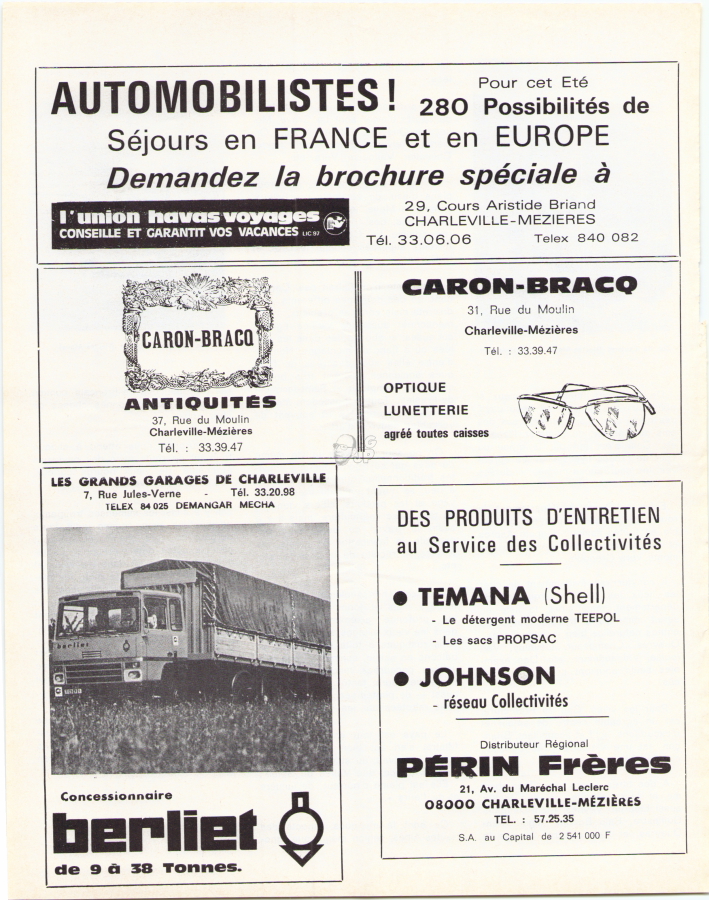 AUTOMOBILISTES !
Pour cet Eté
280 Possibilités de
Séjours en FRANCE et en EUROPE
Demandez la brochure spéciale à
l'union havas voyages
CONSEILLE ET GARANTIT VOS VACANCES LIC 97
29, Cours Aristide Briand
CHARLEVILLE-MEZIERES
Tél. 33.06.06 Telex 840 082
CARON-BRACQ
ANTIQUITÉS
37, Rue du Moulin
Charleville-Mézières
Tél. : 33.39.47
CARON-BRACQ
31, Rue du Moulin
Charleville-Mézières
Tél. : 33.39.47
OPTIQUE
LUNETTERIE
agréé toutes caisses
LES GRANDS GARAGES DE CHARLEVILLE
7, Rue Jules-Verne - Tél. 33.20.98
TELEX 84 025 DEMANGAR MECHA
berliet
Concessionnaire
berliet
de 9 à 38 Tonnes.
DES PRODUITS D'ENTRETIEN
au Service des Collectivités
● TEMANA (Shell)
- Le détergent moderne TEEPOL
- Les sacs PROPSAC
● JOHNSON
- réseau Collectivités
Distributeur Régional
PÉRIN Frères
21, Av. du Maréchal Leclerc
08000 CHARLEVILLE-MÉZIÈRES
TEL. : 57.25.35
S.A. au Capital de 2 541 000 F